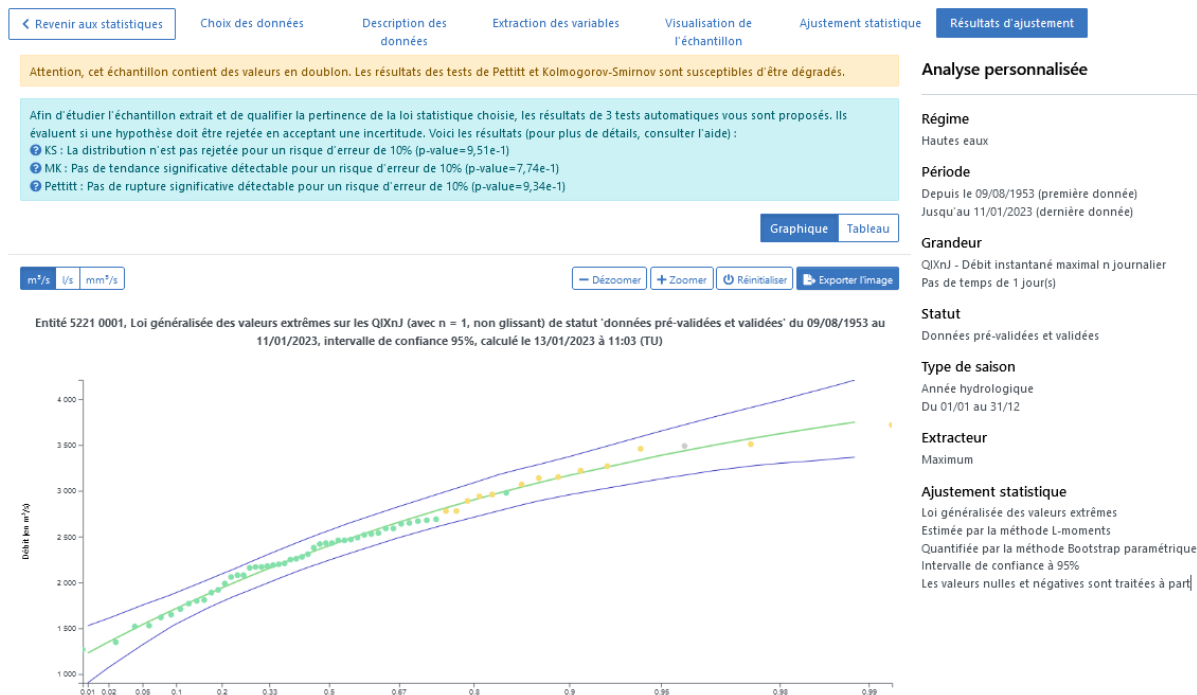 Revenir aux statistiques
Choix des données
Description des
données
Extraction des variables
Visualisation de
l'échantillon
Ajustement statistique
Résultats d'ajustement
Attention, cet échantillon contient des valeurs en doublon. Les résultats des tests de Pettitt et Kolmogorov-Smirnov sont susceptibles d'être dégradés.
Afin d'étudier l'échantillon extrait et de qualifier la pertinence de la loi statistique choisie, les résultats de 3 tests automatiques vous sont proposés. Ils
évaluent si une hypothèse doit être rejetée en acceptant une incertitude. Voici les résultats (pour plus de détails, consulter l'aide) :
KS : La distribution n'est pas rejetée pour un risque d'erreur de 10% (p-value=9,51e-1)
MK : Pas de tendance significative détectable pour un risque d'erreur de 10% (p-value=7,74e-1)
Pettitt : Pas de rupture significative détectable pour un risque d'erreur de 10% (p-value=9,34e-1)
Graphique
Tableau
m³/s
l/s
mm³/s
Dézoomer
Zoomer
Réinitialiser
Exporter l'image
Entité 5221 0001, Loi généralisée des valeurs extrêmes sur les QIXnJ (avec n = 1, non glissant) de statut 'données pré-validées et validées' du 09/08/1953 au
11/01/2023, intervalle de confiance 95%, calculé le 13/01/2023 à 11:03 (TU)
Débit (en m³/s)
4 000
3 500
3 000
2 500
2 000
1 500
1 000
0.01
0.02
0.05
0.1
0.2
0.33
0.5
0.67
0.8
0.9
0.95
0.98
0.99
Analyse personnalisée
Régime
Hautes eaux
Période
Depuis le 09/08/1953 (première donnée)
Jusqu'au 11/01/2023 (dernière donnée)
Grandeur
QIXnJ - Débit instantané maximal n journalier
Pas de temps de 1 jour(s)
Statut
Données pré-validées et validées
Type de saison
Année hydrologique
Du 01/01 au 31/12
Extracteur
Maximum
Ajustement statistique
Loi généralisée des valeurs extrêmes
Estimée par la méthode L-moments
Quantifiée par la méthode Bootstrap paramétrique
Intervalle de confiance à 95%
Les valeurs nulles et négatives sont traitées à part